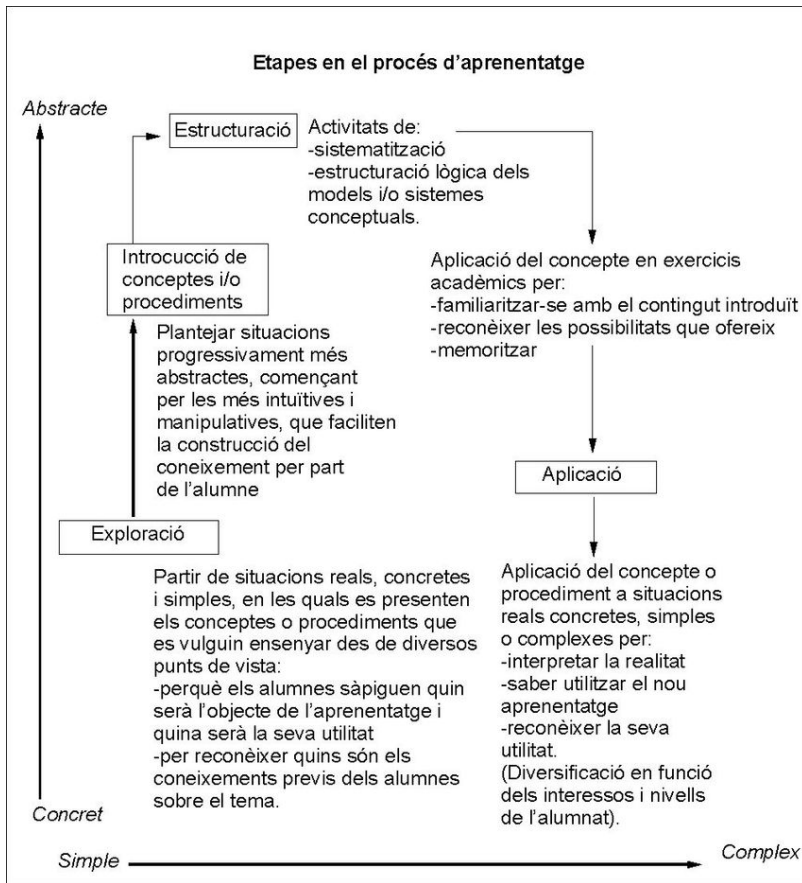 Etapes en el procés d’aprenentatge
Abstracte
Estructuració
Activitats de:
-sistematització
-estructuració lògica dels
models i/o sistemes
conceptuals.
Introcucció de
conceptes i/o
procediments
Aplicació del concepte en exercicis
acadèmics per:
-familiaritzar-se amb el contingut introduït
-reconèixer les possibilitats que ofereix
-memoritzar
Plantejar situacions
progressivament més
abstractes, començant
per les més intuïtives i
manipulatives, que faciliten
la construcció del
coneixement per part
de l’alumne
Aplicació
Exploració
Partir de situacions reals, concretes
i simples, en les quals es presenten
els conceptes o procediments que
es vulguin ensenyar des de diversos
punts de vista:
-perquè els alumnes sàpiguen quin
serà l’objecte de l’aprenentatge i
quina serà la seva utilitat
-per reconèixer quins són els
coneixements previs dels alumnes
sobre el tema.
Aplicació del concepte o
procediment a situacions
reals concretes, simples
o complexes per:
-interpretar la realitat
-saber utilitzar el nou
aprenentatge
-reconèixer la seva
utilitat.
(Diversificació en funció
dels interessos i nivells
de l’alumnat).
Concret
Simple
Complex